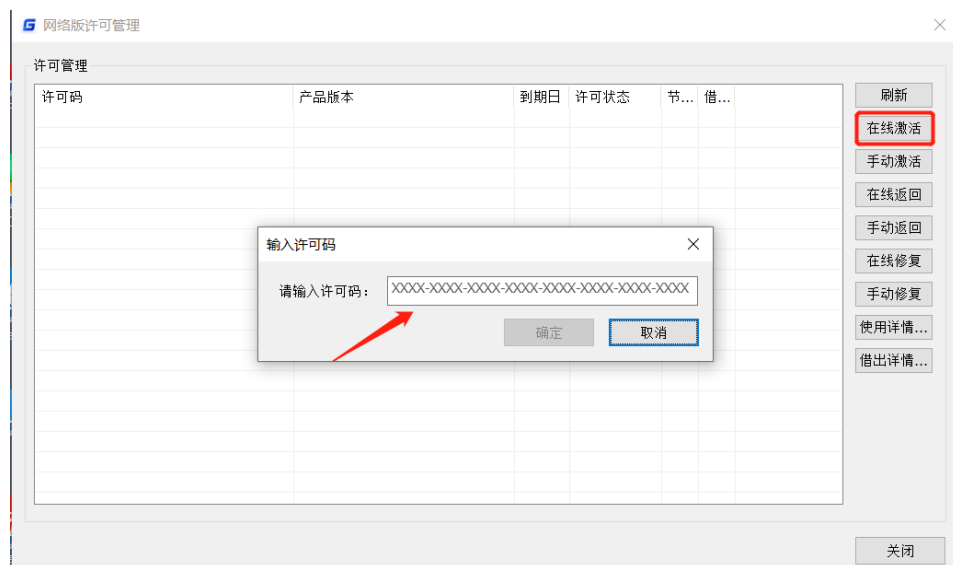 网络版许可管理
许可管理
许可码 产品版本 到期日 许可状态 节... 借...
刷新
在线激活
手动激活
在线返回
手动返回
在线修复
手动修复
使用详情...
借出详情...
输入许可码
请输入许可码： XXXX-XXXX-XXXX-XXXX-XXXX-XXXX-XXXX-XXXX
确定 取消
关闭